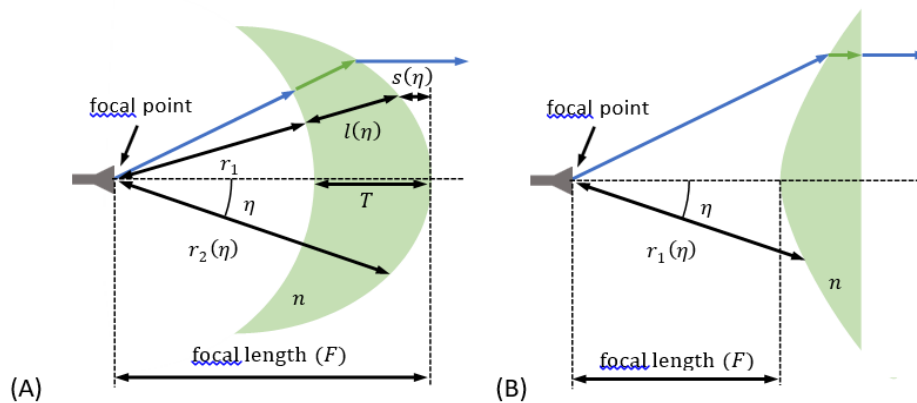 s(η)
focal point
l(η)
r₁
T
η
r₂(η)
n
focal length (F)
(A)
focal point
η
r₁(η)
n
focal length (F)
(B)